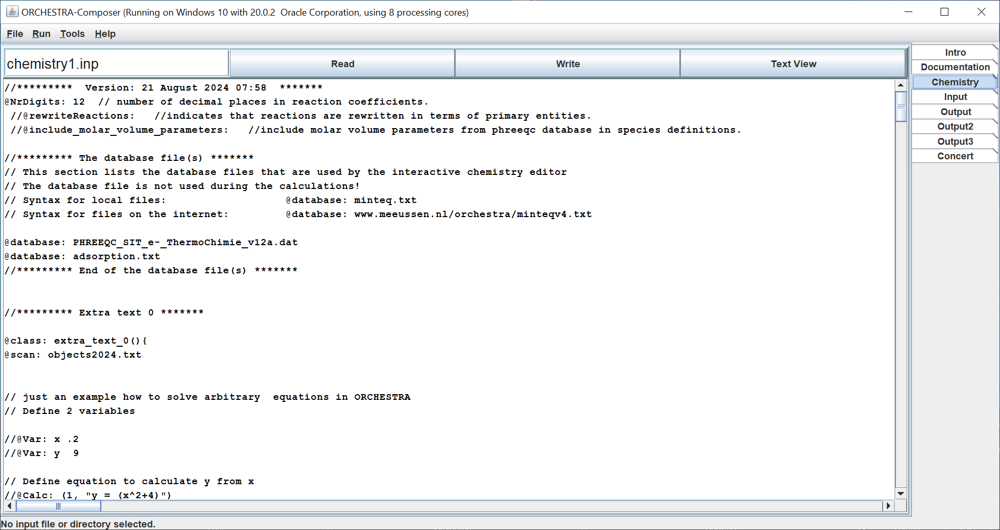 ORCHESTRA-Composer (Running on Windows 10 with 20.0.2  Oracle Corporation, using 8 processing cores)
File Run Tools Help
chemistry1.inp Read Write Text View
//*********  Version: 21 August 2024 07:58  *******
@NrDigits: 12  // number of decimal places in reaction coefficients.
 //@rewriteReactions:   //indicates that reactions are rewritten in terms of primary entities.
 //@include_molar_volume_parameters:   //include molar volume parameters from phreeqc database in species definitions.
//********* The database file(s) *******
// This section lists the database files that are used by the interactive chemistry editor
// The database file is not used during the calculations!
// Syntax for local files:                   @database: minteq.txt
// Syntax for files on the internet:         @database: www.meeussen.nl/orchestra/minteqv4.txt
@database: PHREEQC_SIT_e-_ThermoChimie_v12a.dat
@database: adsorption.txt
//********* End of the database file(s) *******
//********* Extra text 0 *******
@class: extra_text_0(){
@scan: objects2024.txt
// just an example how to solve arbitrary  equations in ORCHESTRA
// Define 2 variables
//@Var: x .2
//@Var: y  9
// Define equation to calculate y from x
//@Calc: (1, "y = (x^2+4)")
Intro
Documentation
Chemistry
Input
Output
Output2
Output3
Concert
No input file or directory selected.